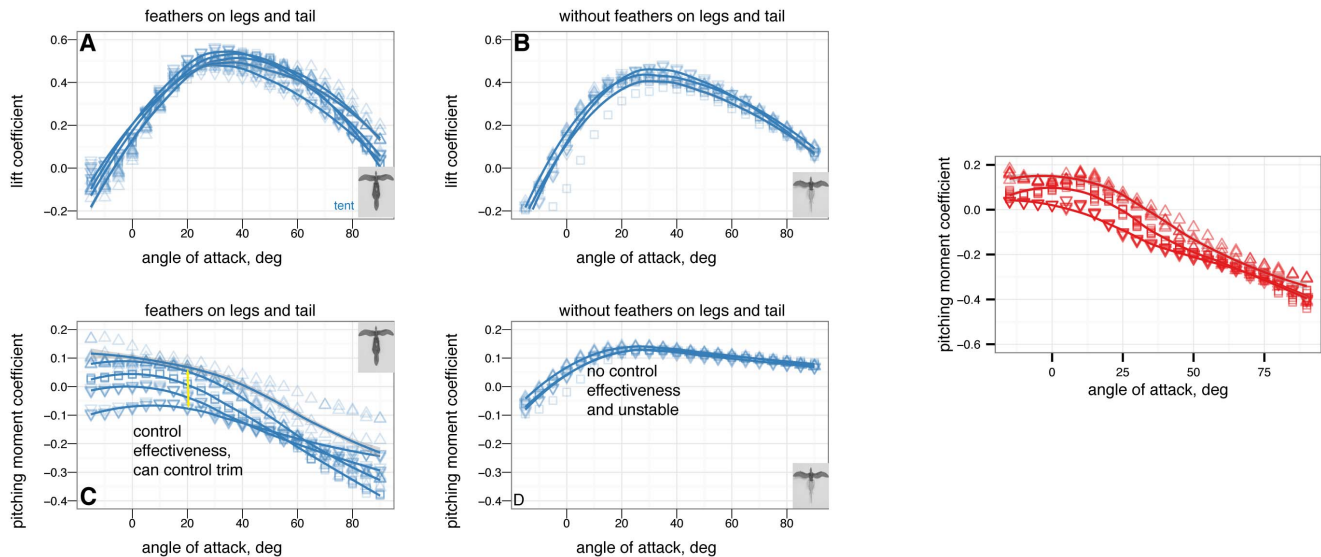 feathers on legs and tail
A
0.6
0.4
0.2
0.0
−0.2
lift coefficient
tent
0 20 40 60 80
angle of attack, deg
without feathers on legs and tail
B
0.6
0.4
0.2
0.0
−0.2
lift coefficient
0 20 40 60 80
angle of attack, deg
0.2
0.0
−0.2
−0.4
−0.6
pitching moment coefficient
0 25 50 75
angle of attack, deg
feathers on legs and tail
0.2
0.1
0.0
−0.1
−0.2
−0.3
−0.4
pitching moment coefficient
control
effectiveness,
can control trim
C
0 20 40 60 80
angle of attack, deg
without feathers on legs and tail
0.2
0.1
0.0
−0.1
−0.2
−0.3
−0.4
pitching moment coefficient
no control
effectiveness
and unstable
D
0 20 40 60 80
angle of attack, deg